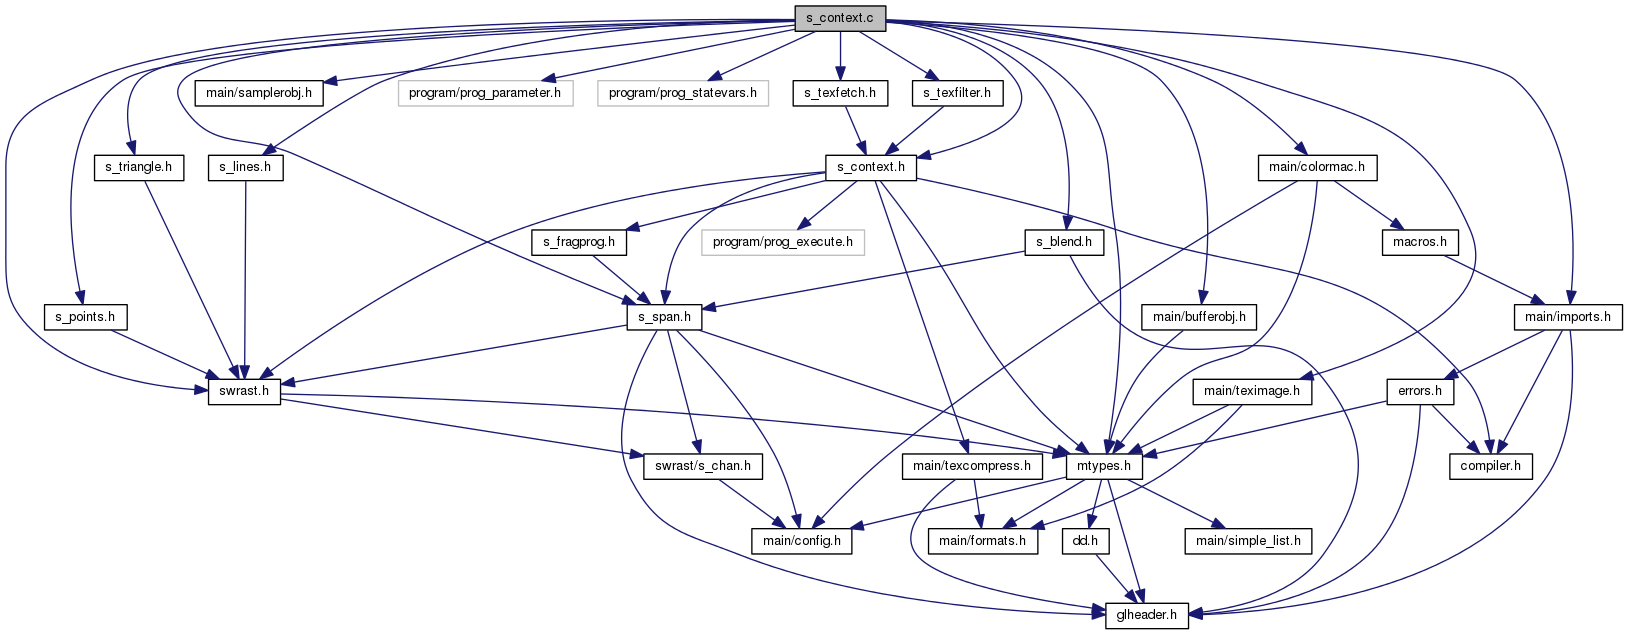 s_context.c
main/samplerobj.h
program/prog_parameter.h
program/prog_statevars.h
s_texfetch.h
s_texfilter.h
s_triangle.h
s_lines.h
s_context.h
main/colormac.h
s_fragprog.h
program/prog_execute.h
s_blend.h
macros.h
s_points.h
s_span.h
main/bufferobj.h
main/imports.h
swrast.h
main/teximage.h
errors.h
swrast/s_chan.h
main/texcompress.h
mtypes.h
compiler.h
main/config.h
main/formats.h
dd.h
main/simple_list.h
glheader.h